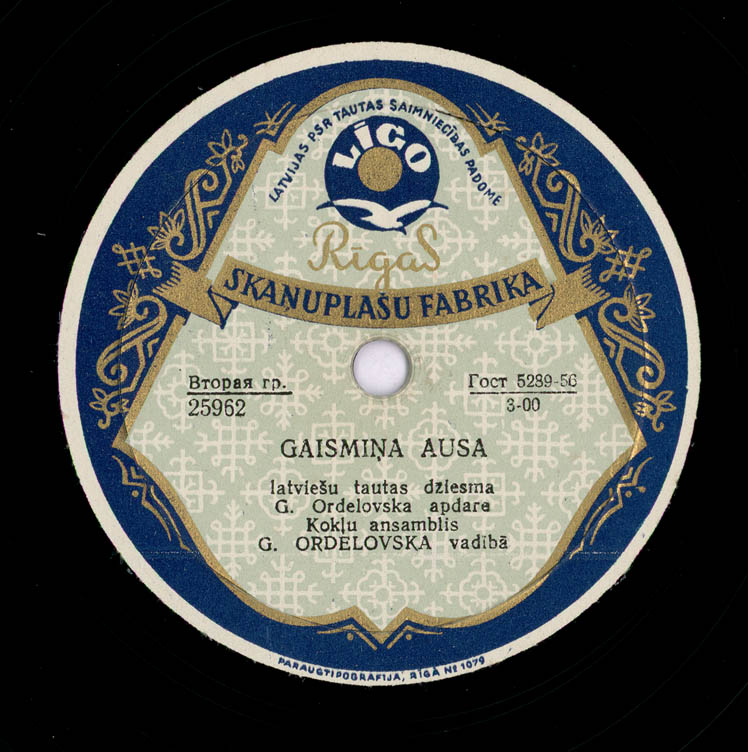 LATVIJAS PSR TAUTAS SAIMNIECĪBAS PADOME
LĪGO
Rīgas
SKAŅUPLAŠU FABRIKA
Вторая гр.
25962
Гост 5289-56
3-00
GAISMIŅA AUSA
latviešu tautas dziesma
G. Ordelovska apdare
Kokļu ansamblis
G. ORDELOVSKA vadībā
PARAUGTIPOGRAFIJA, RĪGĀ № 1079